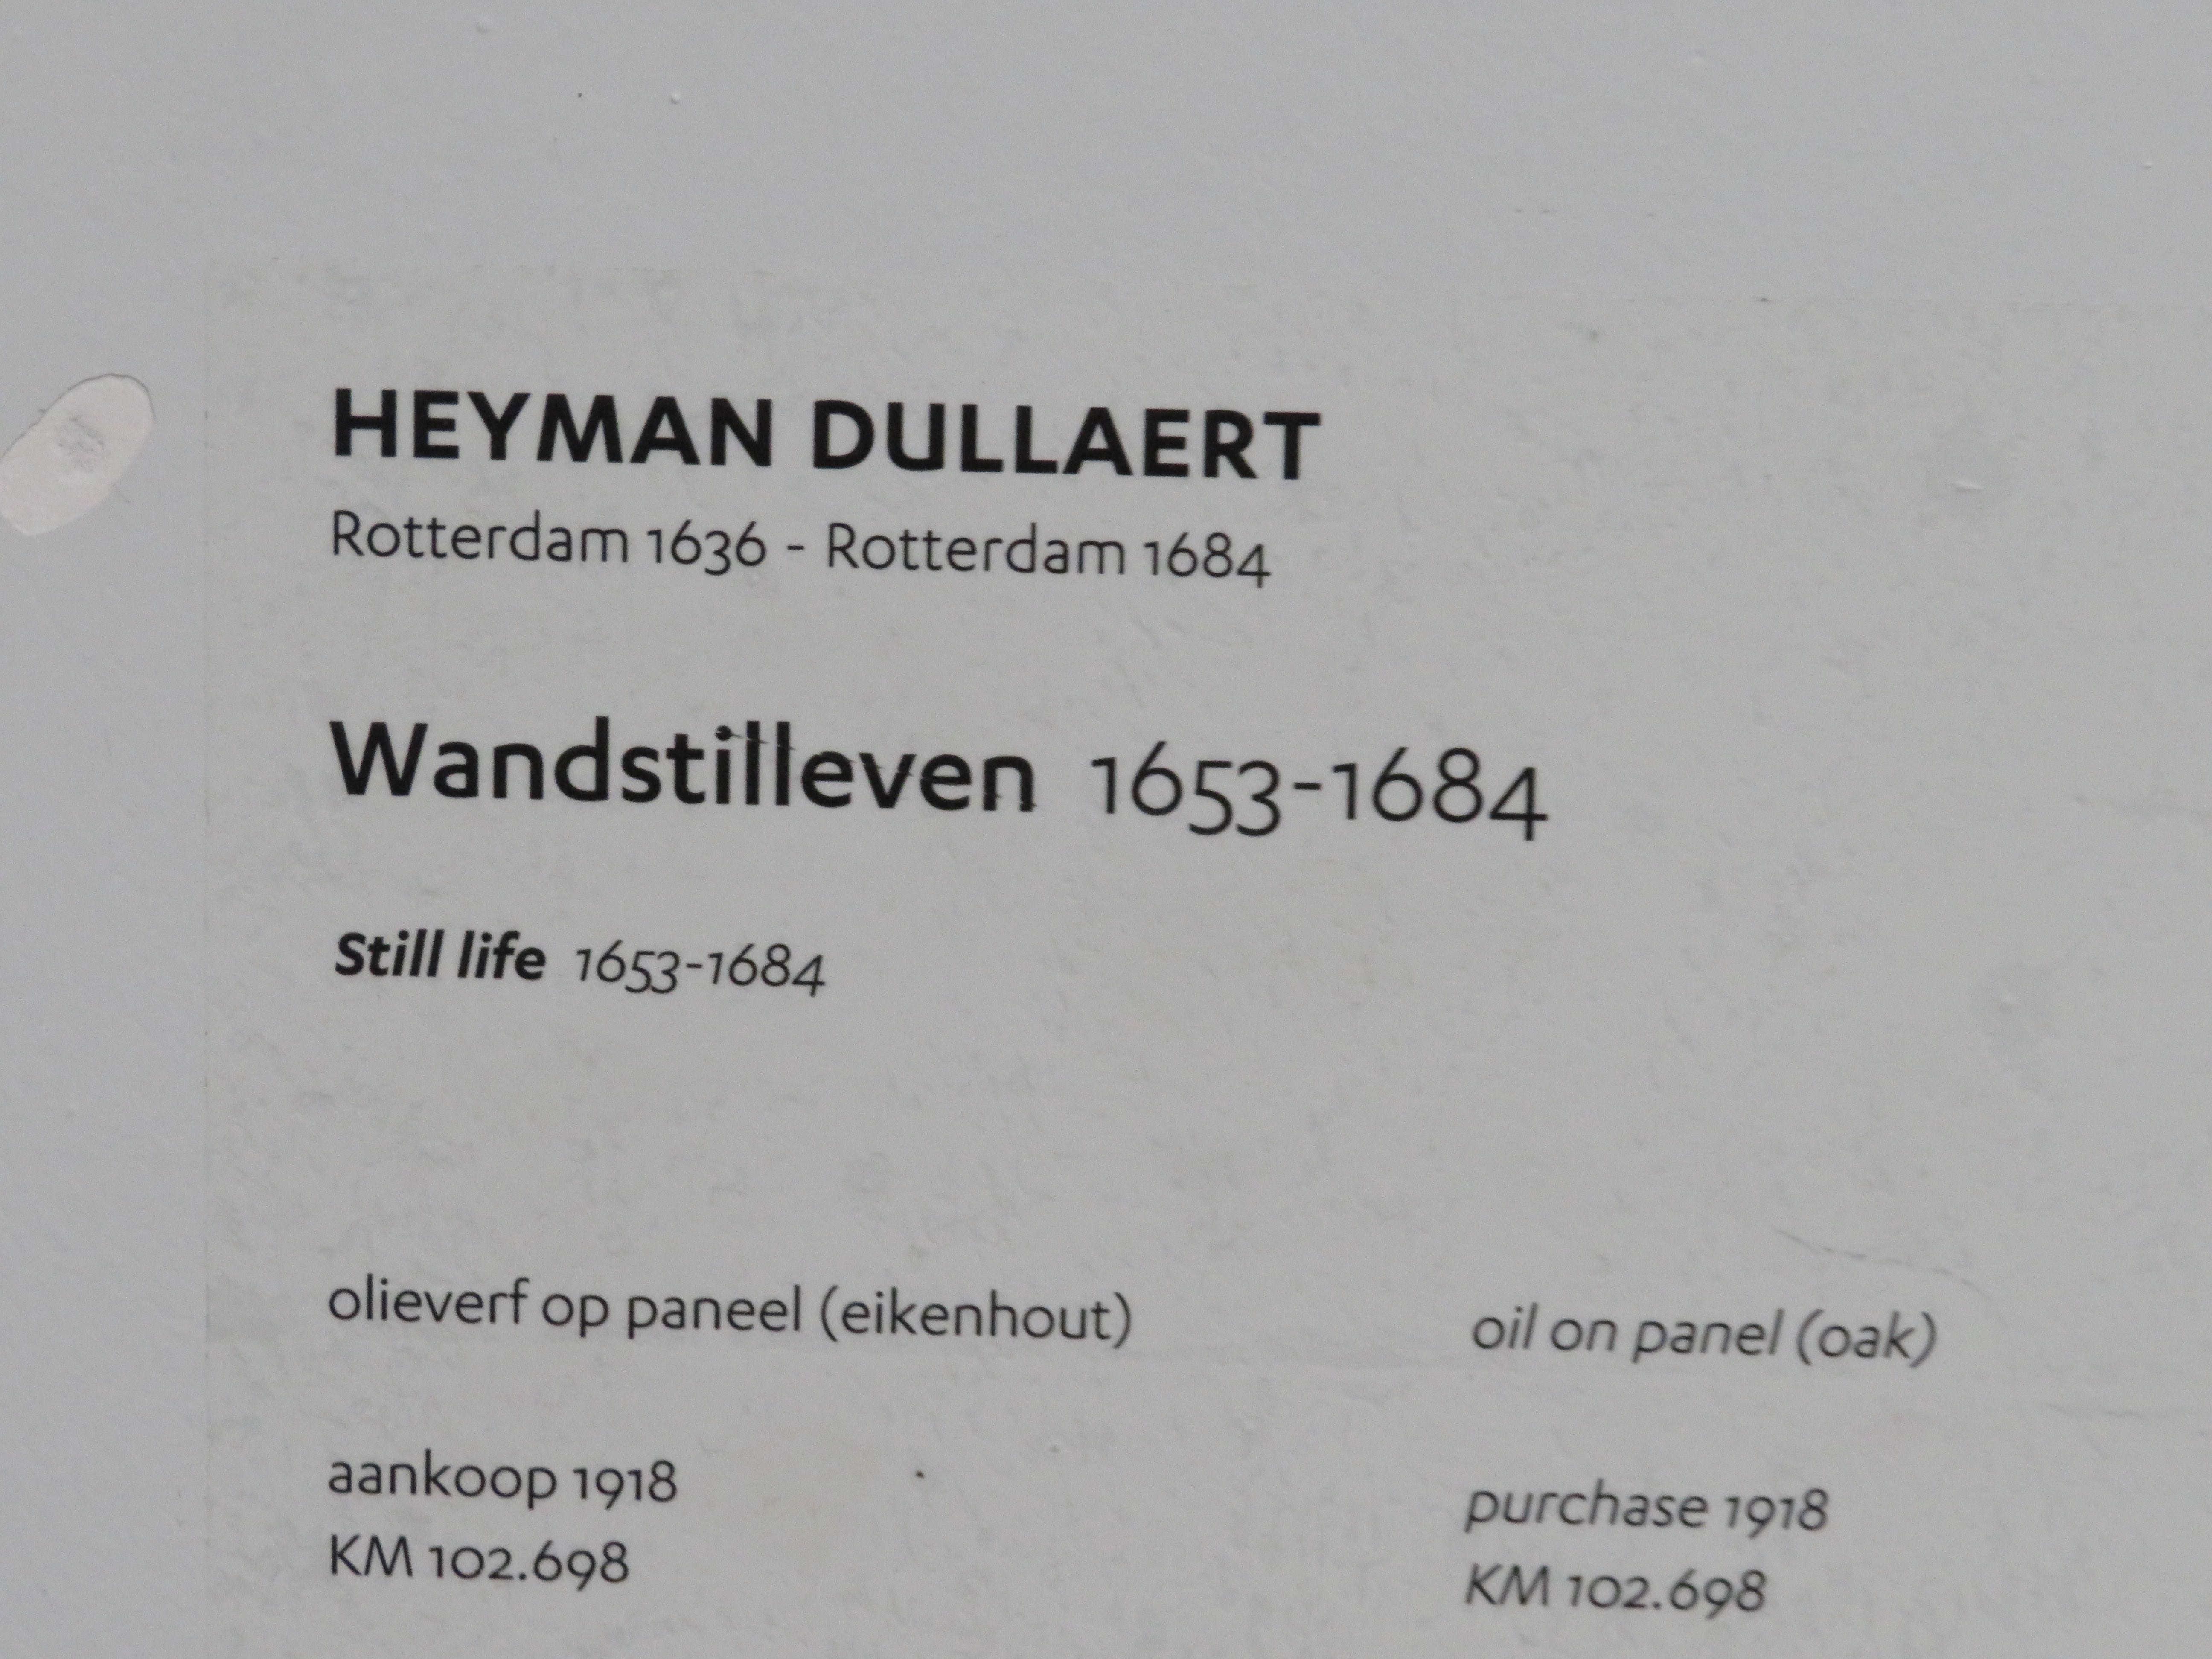 HEYMAN DULLAERT
Rotterdam 1636 - Rotterdam 1684
Wandstilleven 1653-1684
Still life 1653-1684
olieverf op paneel (eikenhout)
oil on panel (oak)
aankoop 1918
KM 102.698
purchase 1918
KM 102.698